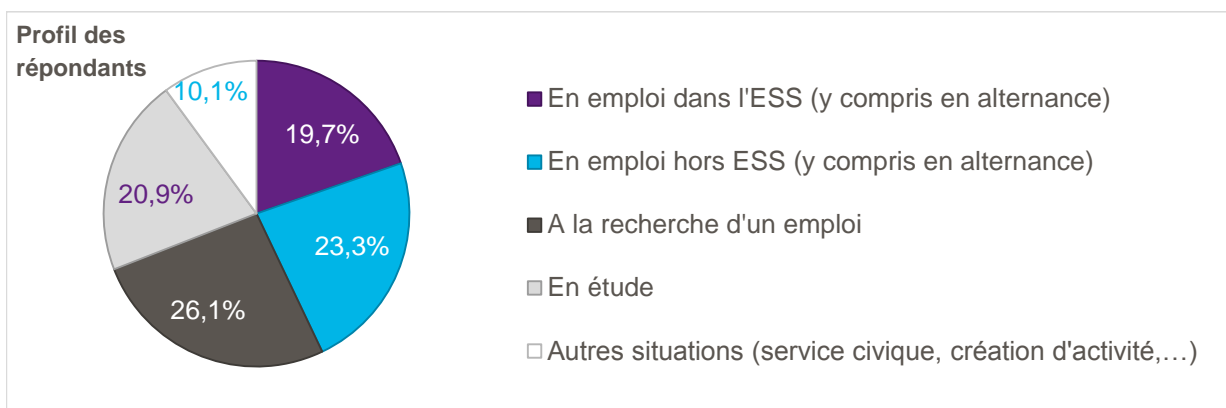 Profil des
répondants
10,1%
19,7%
20,9%
23,3%
26,1%
En emploi dans l'ESS (y compris en alternance)
En emploi hors ESS (y compris en alternance)
A la recherche d'un emploi
En étude
Autres situations (service civique, création d'activité,…)